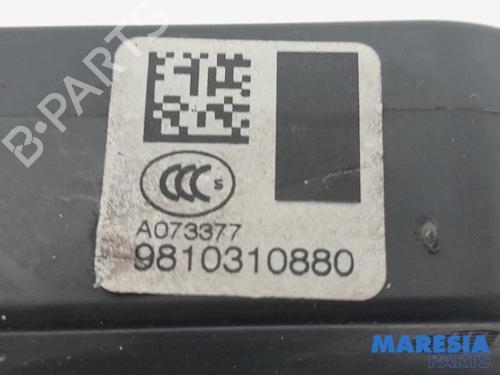 B-PARTS
CCC S
A073377
9810310880
MARESIA
PARTS